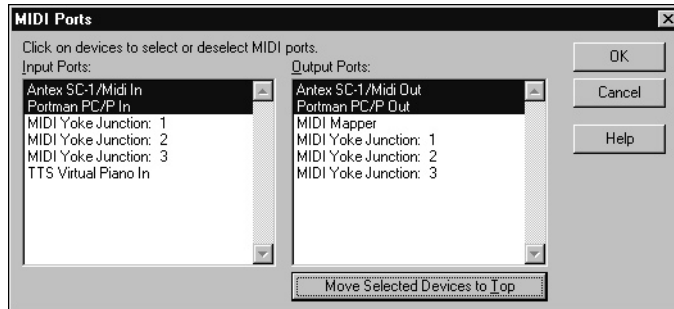 MIDI Ports
Click on devices to select or deselect MIDI ports.
Input Ports:
Antex SC-1/Midi In
Portman PC/P In
MIDI Yoke Junction: 1
MIDI Yoke Junction: 2
MIDI Yoke Junction: 3
TTS Virtual Piano In
Output Ports:
Antex SC-1/Midi Out
Portman PC/P Out
MIDI Mapper
MIDI Yoke Junction: 1
MIDI Yoke Junction: 2
MIDI Yoke Junction: 3
Move Selected Devices to Top
OK
Cancel
Help